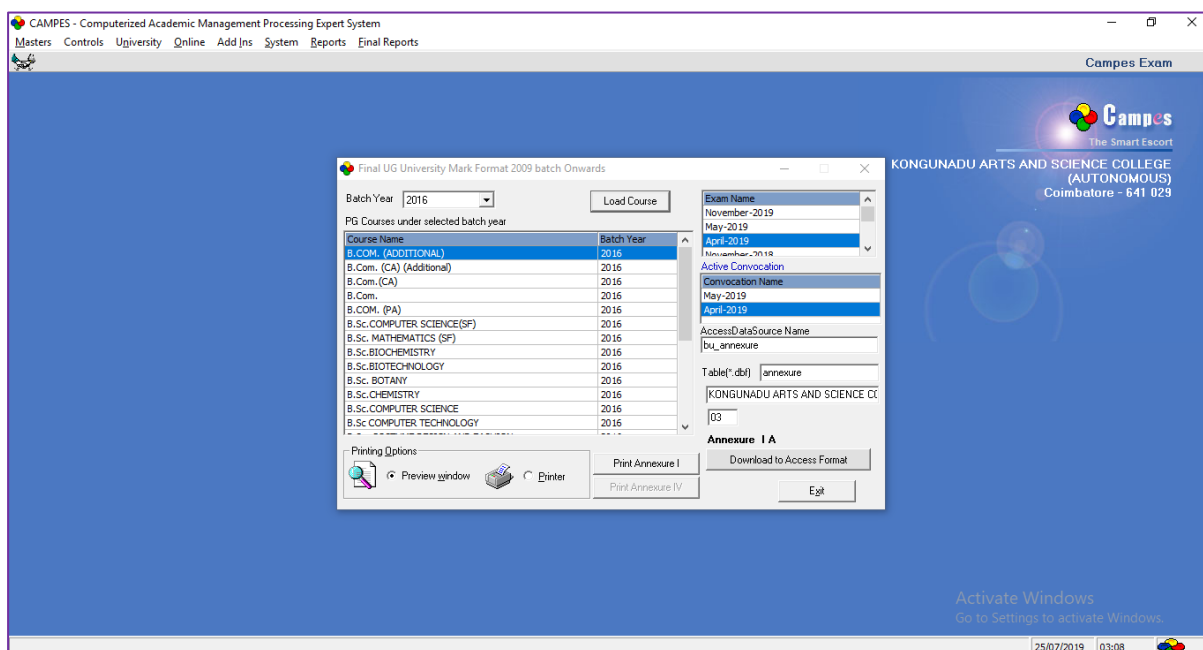 CAMPES - Computerized Academic Management Processing Expert System
Masters Controls University Online Add Ins System Reports Final Reports
Campes Exam
Campes
The Smart Escort
KONGUNADU ARTS AND SCIENCE COLLEGE
(AUTONOMOUS)
Coimbatore - 641 029
Final UG University Mark Format 2009 batch Onwards
Batch Year 2016
Load Course
PG Courses under selected batch year
Course Name Batch Year
B.COM. (ADDITIONAL) 2016
B.Com. (CA) (Additional) 2016
B.Com.(CA) 2016
B.Com. 2016
B.COM. (PA) 2016
B.Sc.COMPUTER SCIENCE(SF) 2016
B.Sc. MATHEMATICS (SF) 2016
B.Sc.BIOCHEMISTRY 2016
B.Sc.BIOTECHNOLOGY 2016
B.Sc. BOTANY 2016
B.Sc.CHEMISTRY 2016
B.Sc.COMPUTER SCIENCE 2016
B.Sc COMPUTER TECHNOLOGY 2016
Printing Options
Preview window
Printer
Print Annexure I
Print Annexure IV
Exam Name
November-2019
May-2019
April-2019
November-2018
Active Convocation
Convocation Name
May-2019
April-2019
AccessDataSource Name
bu_annexure
Table(*.dbf) annexure
KONGUNADU ARTS AND SCIENCE
03
Annexure I A
Download to Access Format
Exit
Activate Windows
Go to Settings to activate Windows.
25/07/2019 03:08